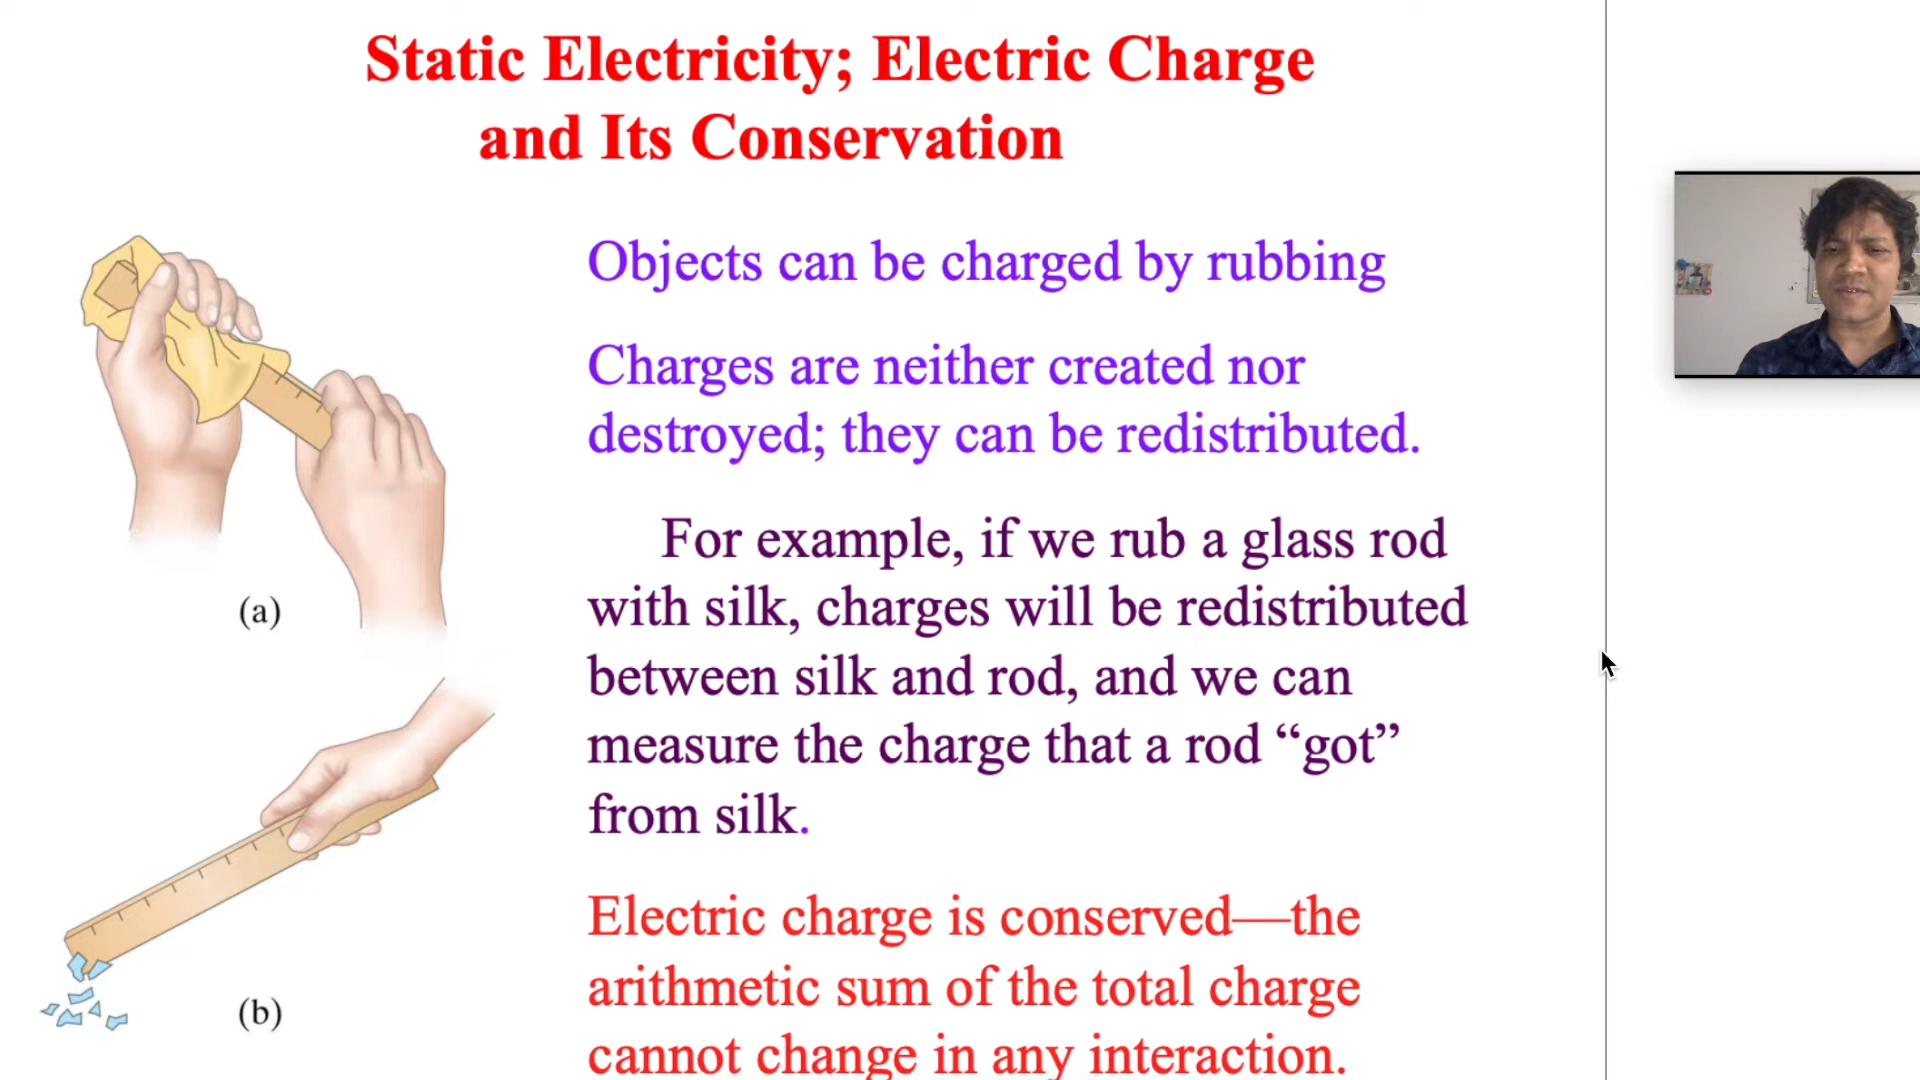 Static Electricity; Electric Charge
and Its Conservation
Objects can be charged by rubbing
Charges are neither created nor
destroyed; they can be redistributed.
For example, if we rub a glass rod
with silk, charges will be redistributed
between silk and rod, and we can
measure the charge that a rod “got”
from silk.
Electric charge is conserved—the
arithmetic sum of the total charge
cannot change in any interaction.
(a)
(b)